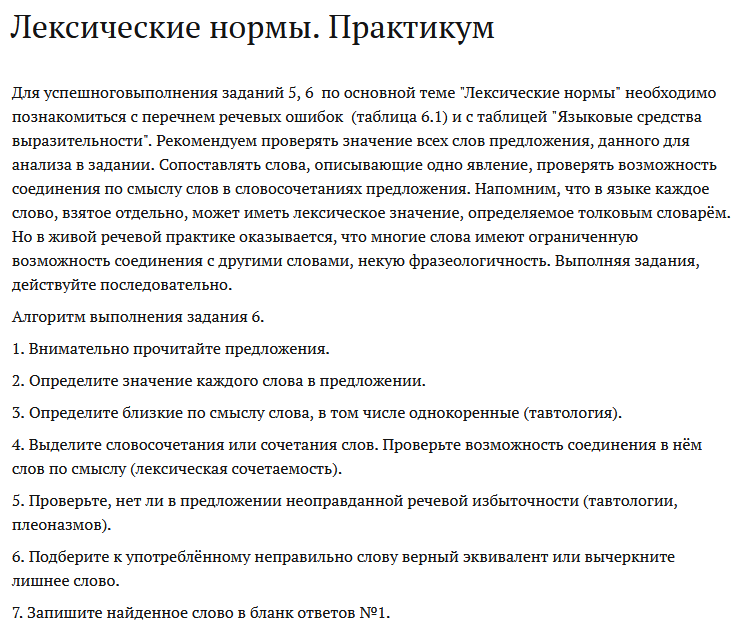 Лексические нормы. Практикум
Для успешноговыполнения заданий 5, 6 по основной теме "Лексические нормы" необходимо
познакомиться с перечнем речевых ошибок (таблица 6.1) и с таблицей "Языковые средства
выразительности". Рекомендуем проверять значение всех слов предложения, данного для
анализа в задании. Сопоставлять слова, описывающие одно явление, проверять возможность
соединения по смыслу слов в словосочетаниях предложения. Напомним, что в языке каждое
слово, взятое отдельно, может иметь лексическое значение, определяемое толковым словарём.
Но в живой речевой практике оказывается, что многие слова имеют ограниченную
возможность соединения с другими словами, некую фразеологичность. Выполняя задания,
действуйте последовательно.
Алгоритм выполнения задания 6.
1. Внимательно прочитайте предложения.
2. Определите значение каждого слова в предложении.
3. Определите близкие по смыслу слова, в том числе однокоренные (тавтология).
4. Выделите словосочетания или сочетания слов. Проверьте возможность соединения в нём
слов по смыслу (лексическая сочетаемость).
5. Проверьте, нет ли в предложении неоправданной речевой избыточности (тавтологии,
плеоназмов).
6. Подберите к употреблённому неправильно слову верный эквивалент или вычеркните
лишнее слово.
7. Запишите найденное слово в бланк ответов №1.